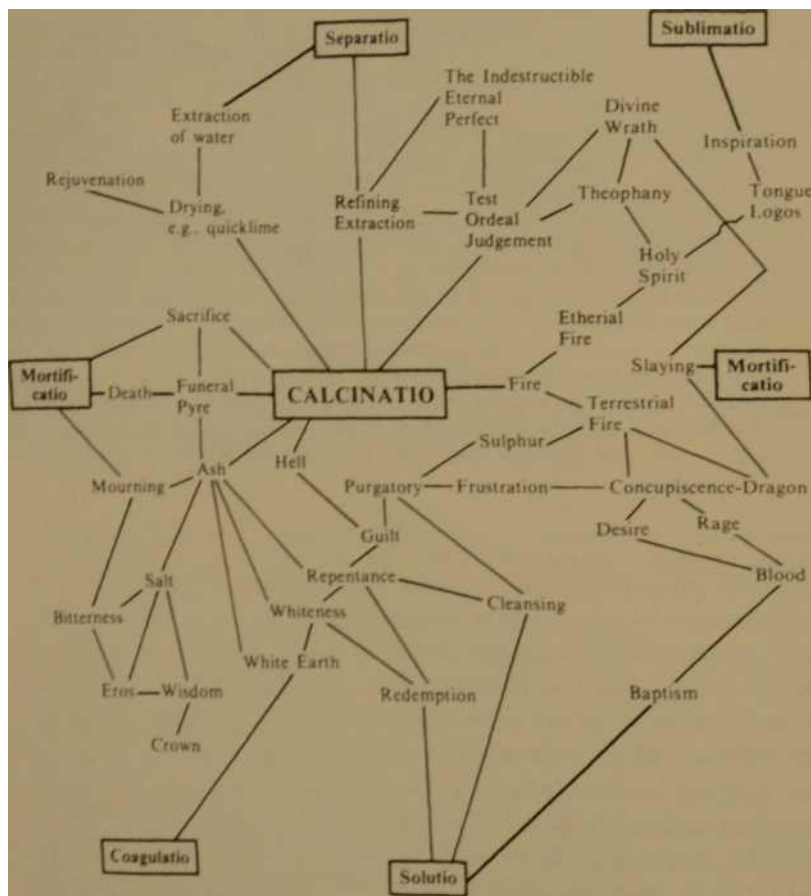 Separatio
Sublimatio
The Indestructible
Eternal
Perfect
Divine
Wrath
Extraction
of water
Inspiration
Rejuvenation
Drying,
e.g., quicklime
Refining
Extraction
Test
Ordeal
Judgement
Theophany
Tongue
Logos
Holy
Spirit
Sacrifice
Etherial
Fire
Mortifi-
catio
Death
Funeral
Pyre
CALCINATIO
Fire
Slaying
Mortifi-
catio
Terrestrial
Fire
Sulphur
Hell
Ash
Mourning
Purgatory
Frustration
Concupiscence-Dragon
Guilt
Desire
Rage
Salt
Repentance
Blood
Bitterness
Whiteness
Cleansing
White Earth
Eros
Wisdom
Redemption
Baptism
Crown
Coagulatio
Solutio